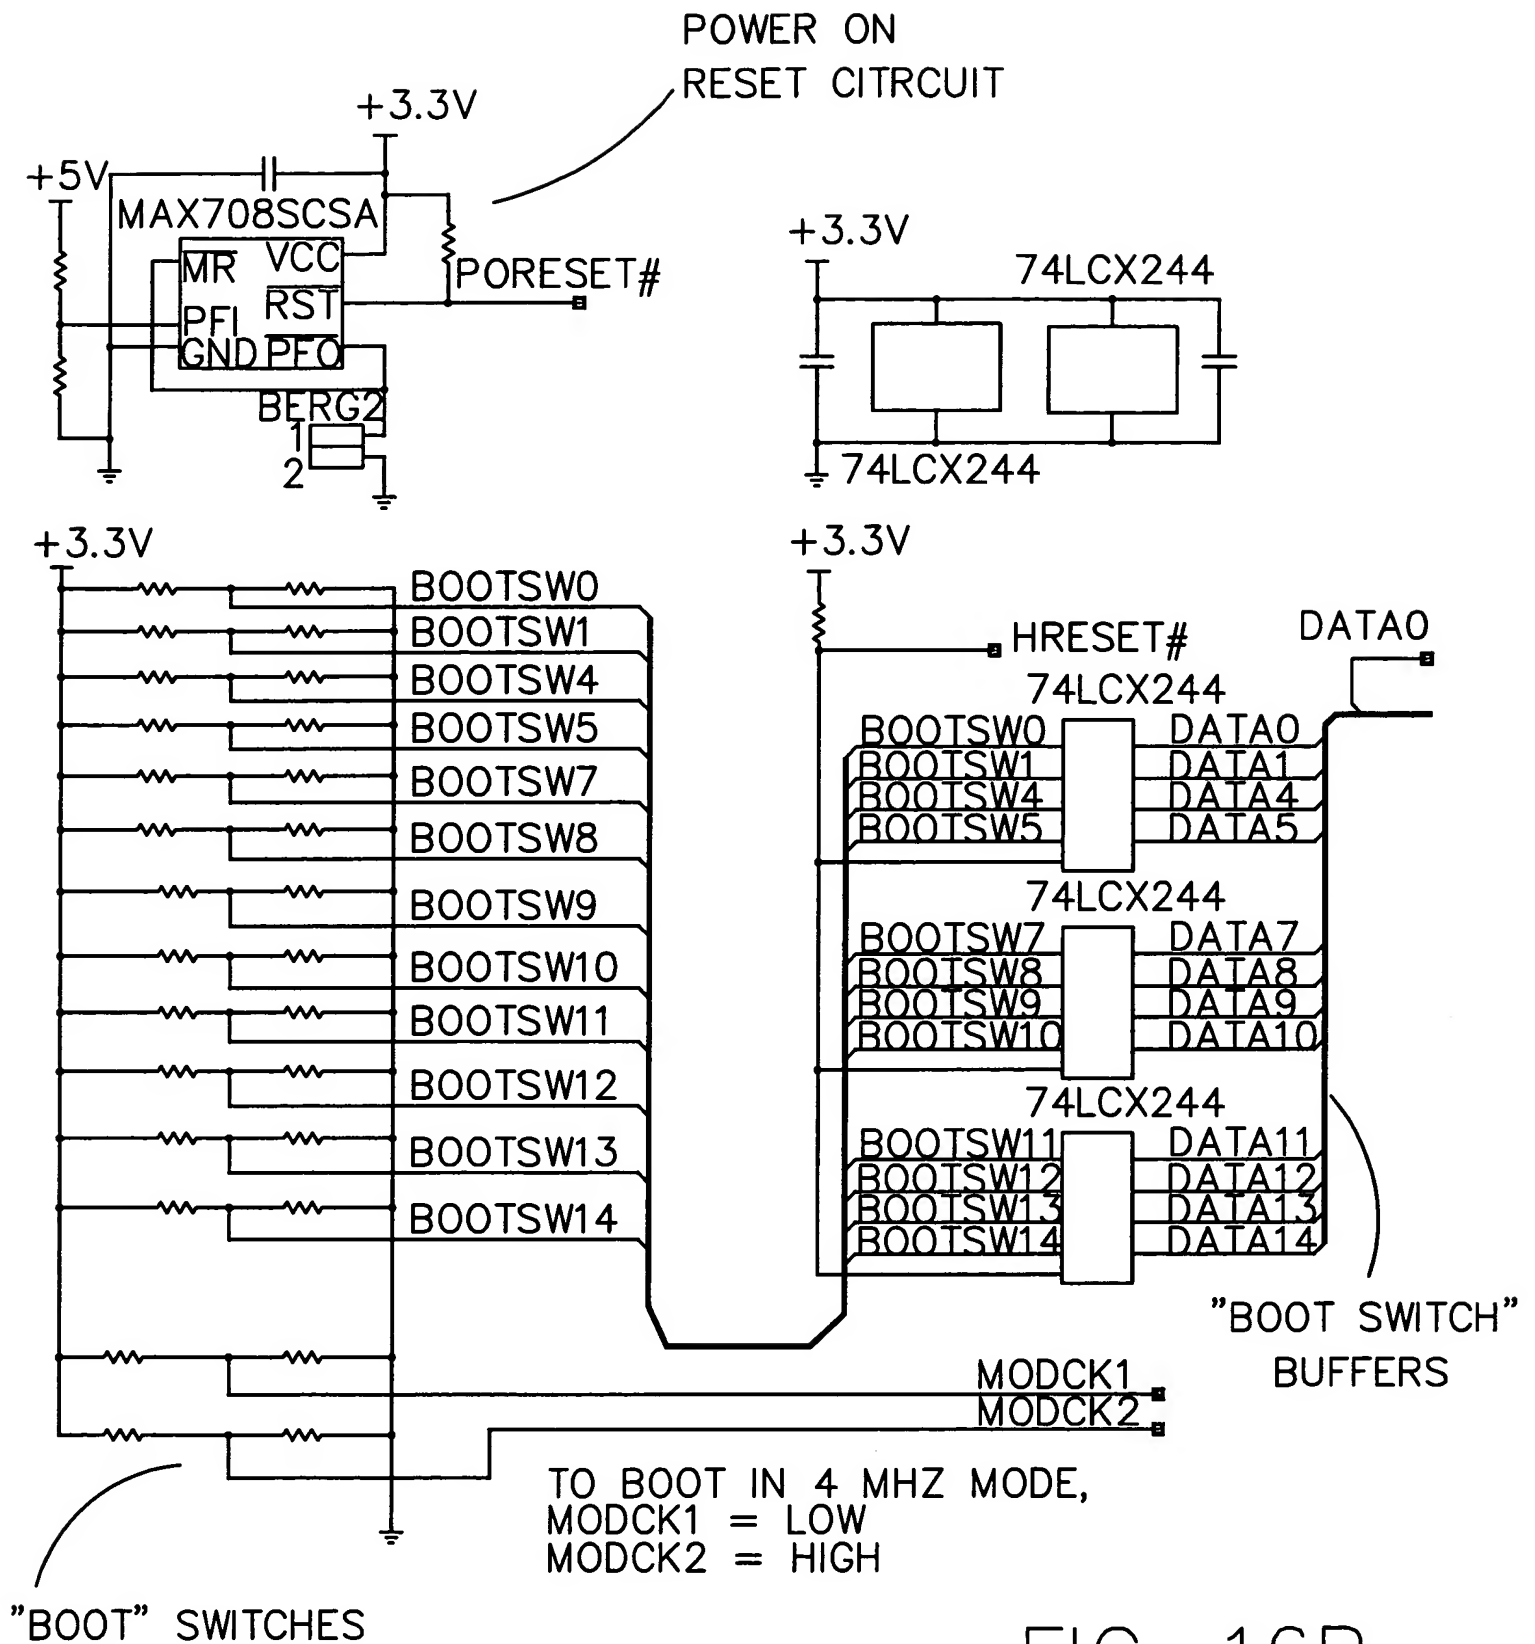 POWER ON
RESET CITRCUIT
+3.3V
+5V
MAX708SCSA
MR VCC
RST
PORESET#
PFI
GND PFO
BERG2
1
2
+3.3V
74LCX244
74LCX244
+3.3V
BOOTSW0
BOOTSW1
BOOTSW4
BOOTSW5
BOOTSW7
BOOTSW8
BOOTSW9
BOOTSW10
BOOTSW11
BOOTSW12
BOOTSW13
BOOTSW14
+3.3V
HRESET#
DATA0
74LCX244
BOOTSW0 DATA0
BOOTSW1 DATA1
BOOTSW4 DATA4
BOOTSW5 DATA5
74LCX244
BOOTSW7 DATA7
BOOTSW8 DATA8
BOOTSW9 DATA9
BOOTSW10 DATA10
74LCX244
BOOTSW11 DATA11
BOOTSW12 DATA12
BOOTSW13 DATA13
BOOTSW14 DATA14
"BOOT SWITCH"
BUFFERS
MODCK1
MODCK2
TO BOOT IN 4 MHZ MODE,
MODCK1 = LOW
MODCK2 = HIGH
"BOOT" SWITCHES